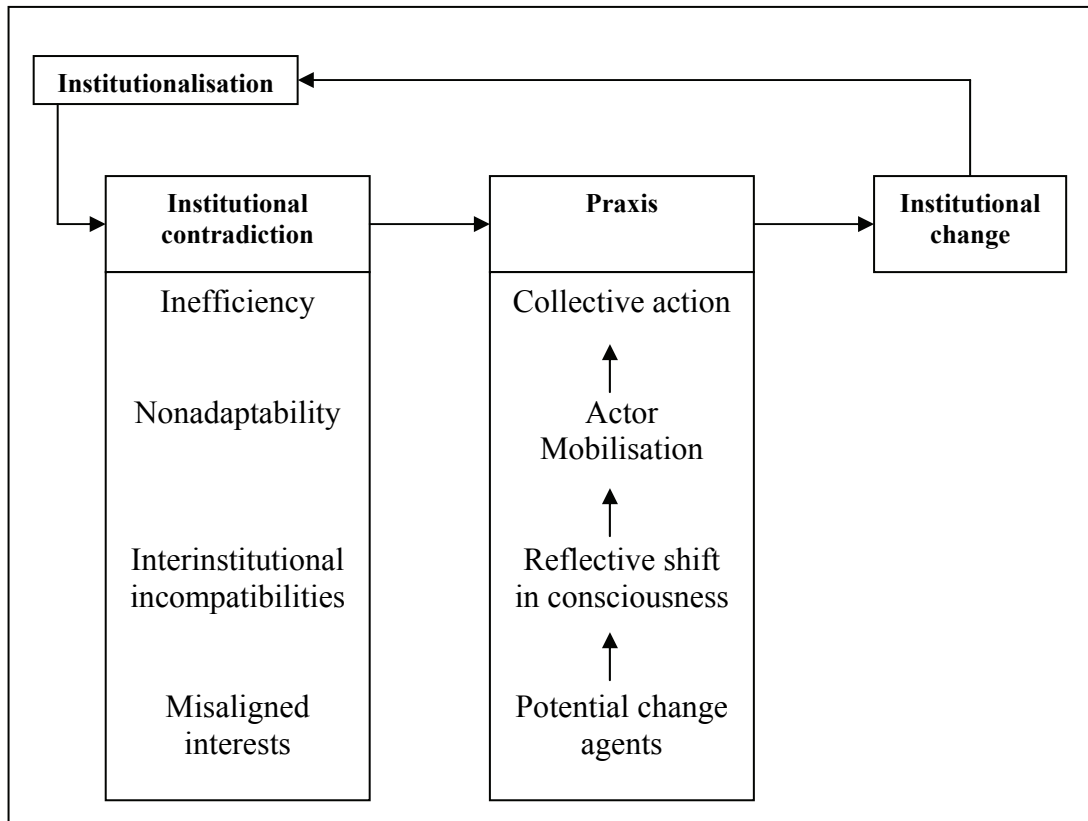 Institutionalisation
Institutional
contradiction
Praxis
Institutional
change
Inefficiency
Nonadaptability
Interinstitutional
incompatibilities
Misaligned
interests
Collective action
Actor
Mobilisation
Reflective shift
in consciousness
Potential change
agents